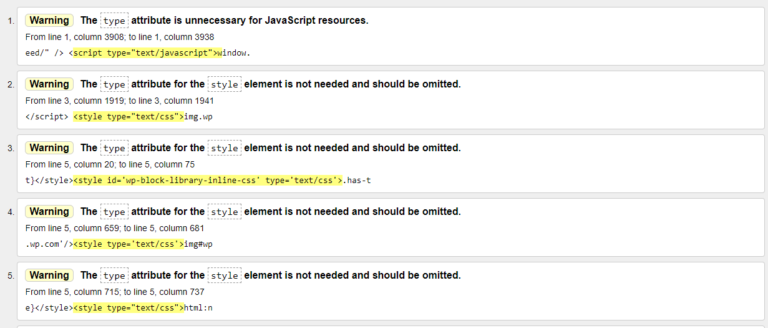 1. Warning The type attribute is unnecessary for JavaScript resources.
From line 1, column 3908; to line 1, column 3938
eed/" /> <script type="text/javascript">window.
2. Warning The type attribute for the style element is not needed and should be omitted.
From line 3, column 1919; to line 3, column 1941
</script> <style type="text/css">img.wp
3. Warning The type attribute for the style element is not needed and should be omitted.
From line 5, column 20; to line 5, column 75
t}</style><style id='wp-block-library-inline-css' type='text/css'>.has-t
4. Warning The type attribute for the style element is not needed and should be omitted.
From line 5, column 659; to line 5, column 681
.wp.com'/><style type='text/css'>img#wp
5. Warning The type attribute for the style element is not needed and should be omitted.
From line 5, column 715; to line 5, column 737
e}</style><style type="text/css">html:n